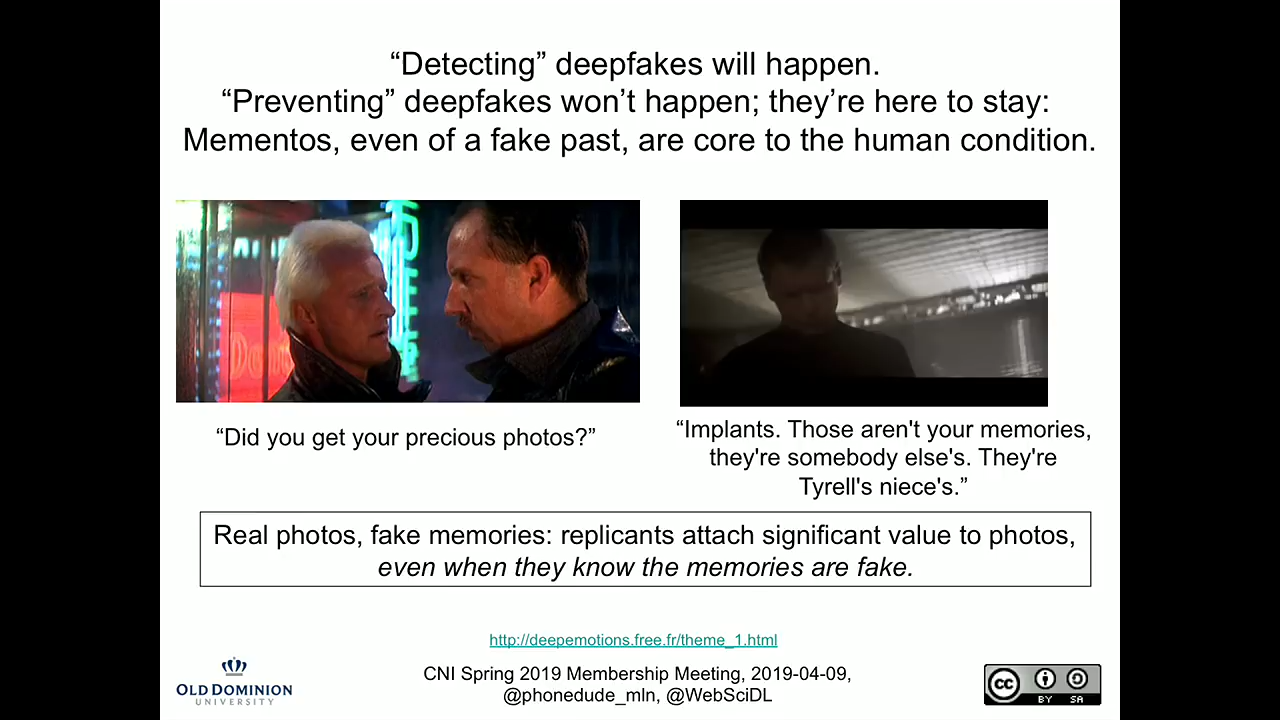 “Detecting” deepfakes will happen.
“Preventing” deepfakes won’t happen; they’re here to stay:
Mementos, even of a fake past, are core to the human condition.
“Did you get your precious photos?”
“Implants. Those aren't your memories,
they're somebody else's. They're
Tyrell's niece's.”
Real photos, fake memories: replicants attach significant value to photos,
even when they know the memories are fake.
http://deepemotions.free.fr/theme_1.html
CNI Spring 2019 Membership Meeting, 2019-04-09,
@phonedude_mln, @WebSciDL
OLD DOMINION
UNIVERSITY
cc
BY SA